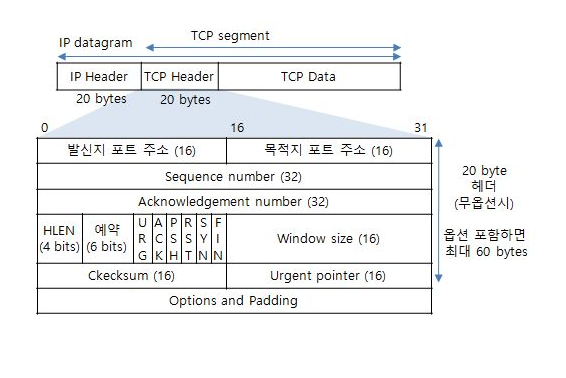 IP datagram
TCP segment
IP Header
TCP Header
TCP Data
20 bytes
20 bytes
0
16
31
발신지 포트 주소 (16)
목적지 포트 주소 (16)
Sequence number (32)
Acknowledgement number (32)
HLEN
(4 bits)
예약
(6 bits)
URG
ACK
PSH
RST
SYN
FIN
Window size (16)
Ckecksum (16)
Urgent pointer (16)
Options and Padding
20 byte
헤더
(무옵션시)
옵션 포함하면
최대 60 bytes